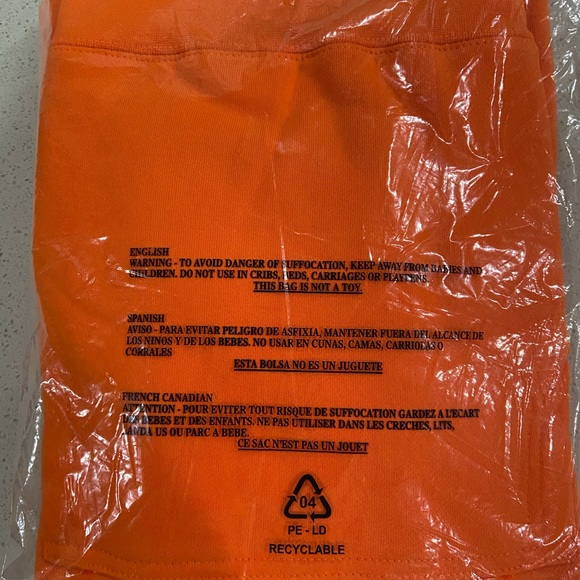 ENGLISH
WARNING - TO AVOID DANGER OF SUFFOCATION, KEEP AWAY FROM BABIES AND
CHILDREN. DO NOT USE IN CRIBS, BEDS, CARRIAGES OR PLAYPENS.
THIS BAG IS NOT A TOY.
SPANISH
AVISO - PARA EVITAR PELIGRO DE ASFIXIA, MANTENER FUERA DEL ALCANCE DE
LOS NINOS Y DE LOS BEBES. NO USAR EN CUNAS, CAMAS, CARRIODAS O
CORRALES
ESTA BOLSA NO ES UN JUGUETE
FRENCH CANADIAN
ATTENTION - POUR EVITER TOUT RISQUE DE SUFFOCATION GARDEZ A L'ECART
DES BEBES ET DES ENFANTS. NE PAS UTILISER DANS LES CRECHES, LITS,
LANDA US OU PARC A BEBE.
CE SAC N'EST PAS UN JOUET
04
PE - LD
RECYCLABLE